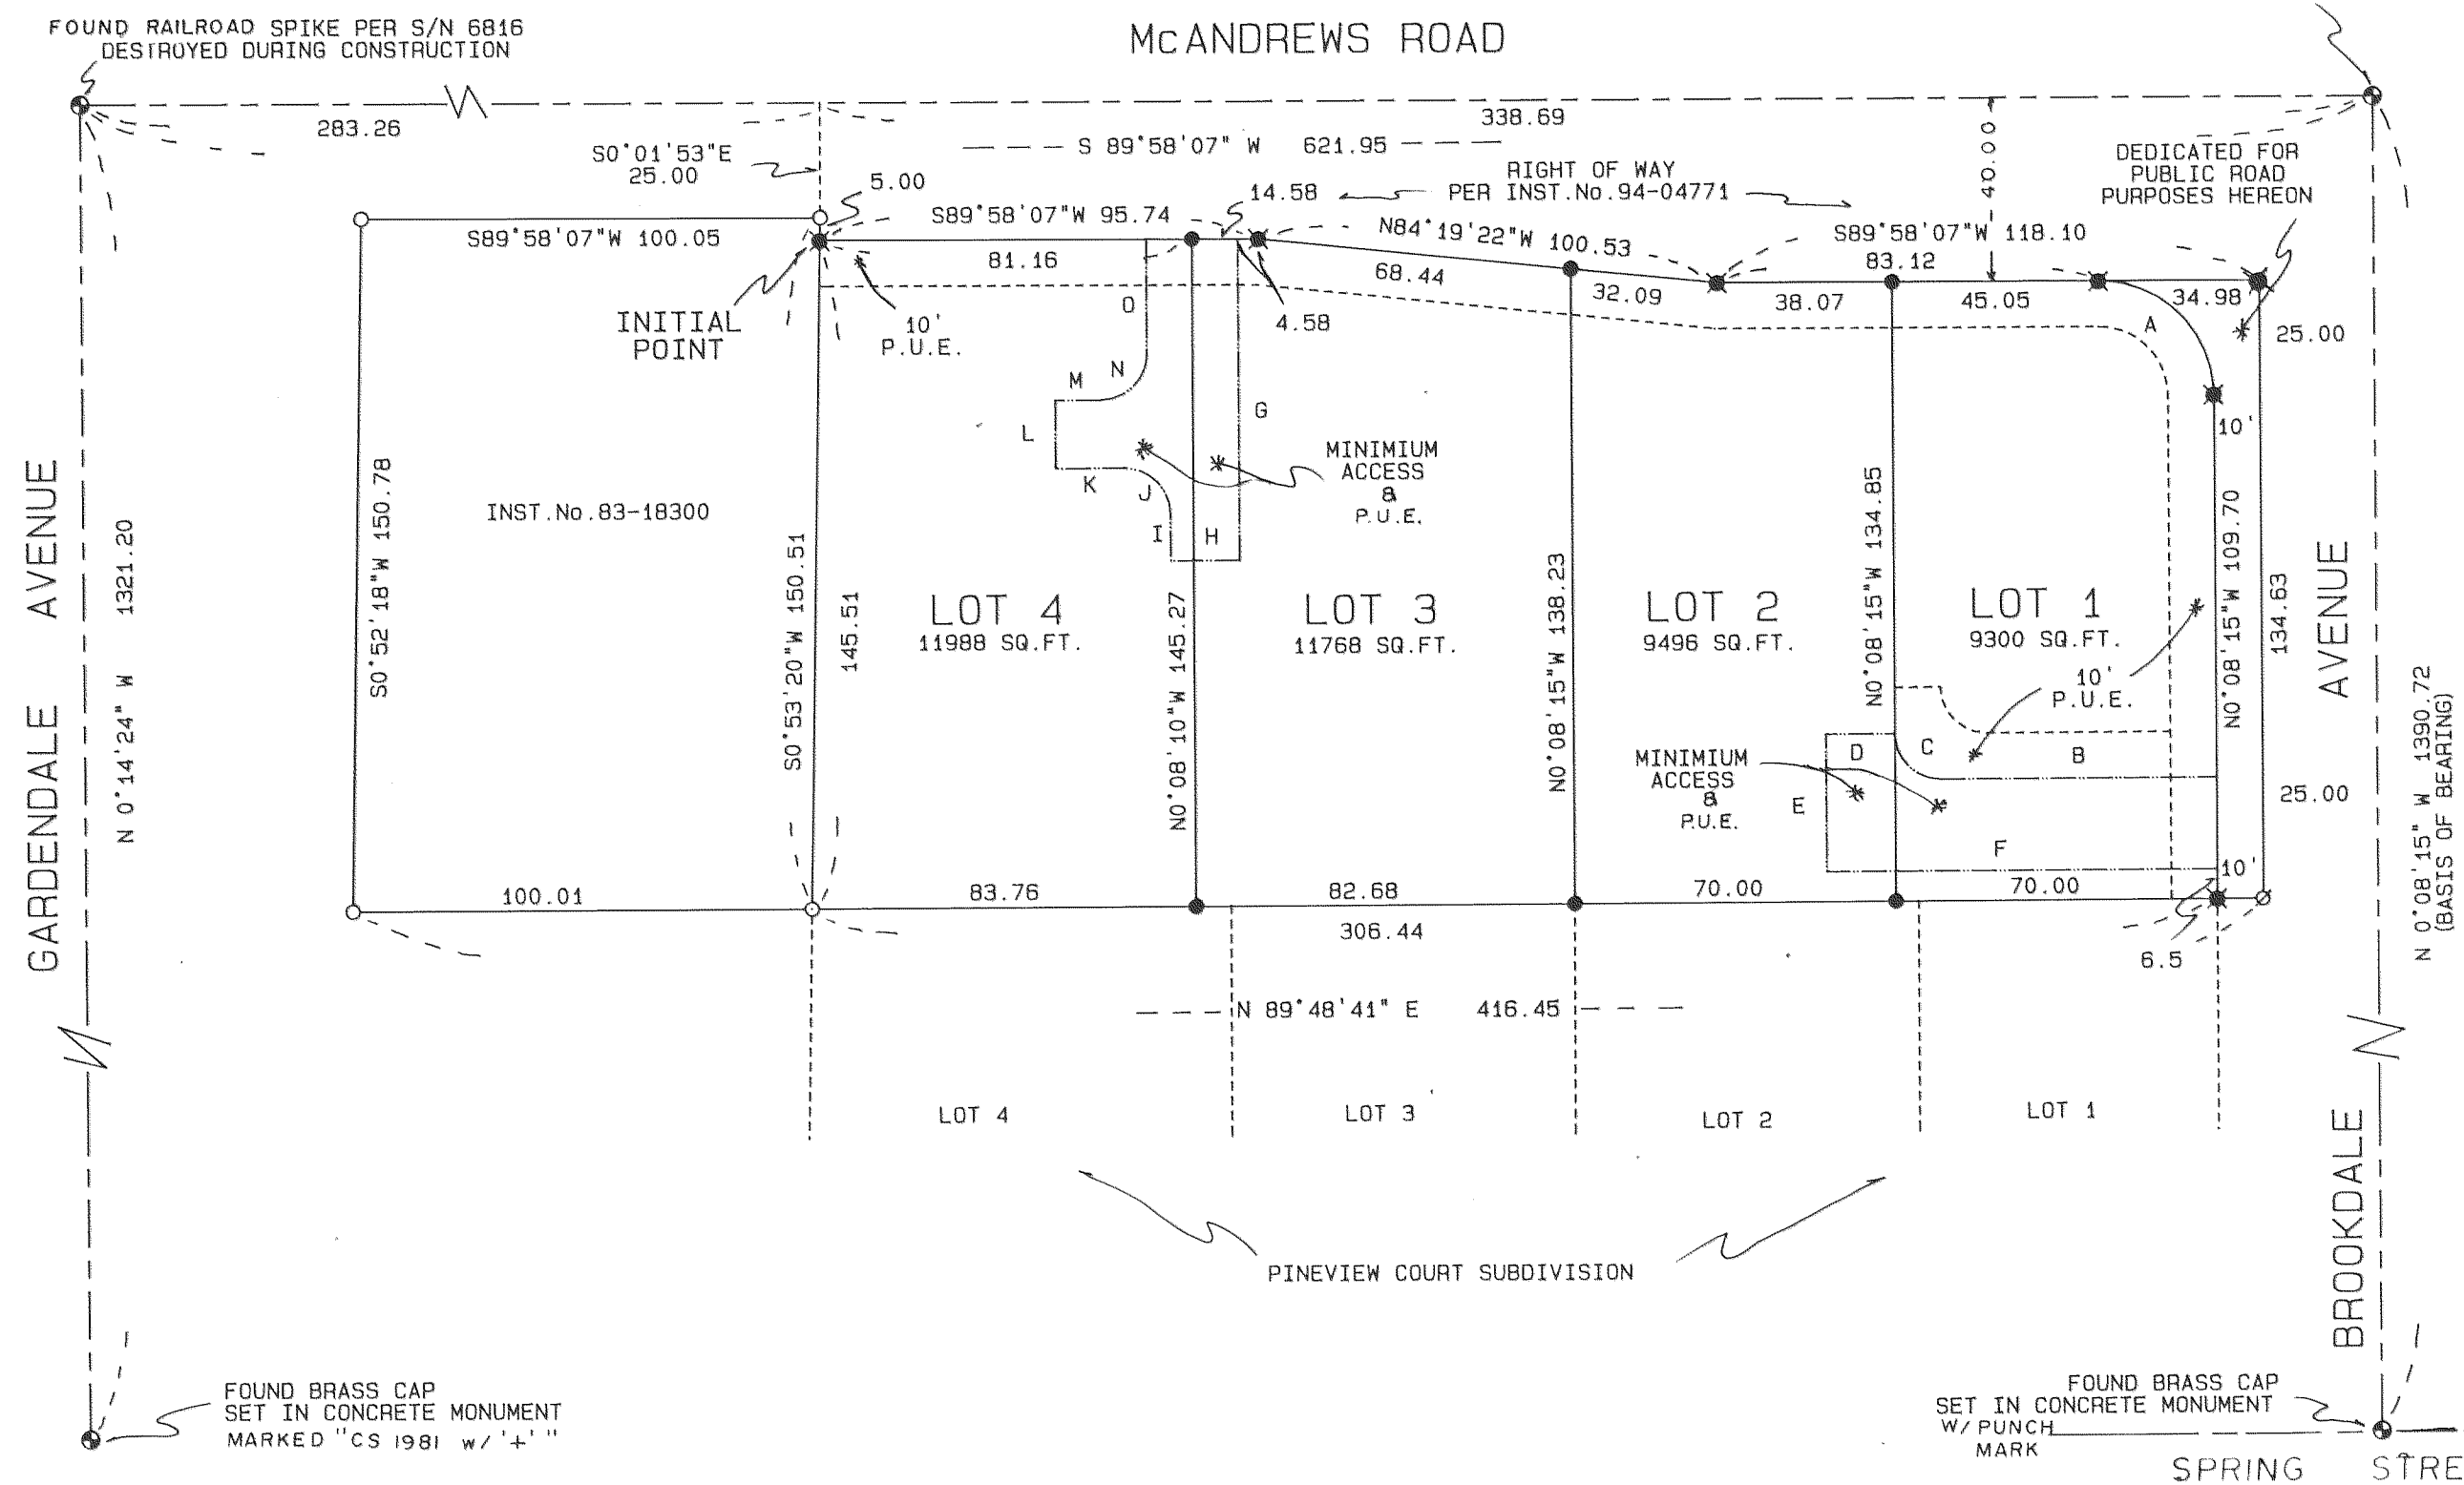 FOUND RAILROAD SPIKE PER S/N 6816
DESTROYED DURING CONSTRUCTION
McANDREWS ROAD
283.26
338.69
S 89°58'07" W 621.95
S0°01'53"E
25.00
5.00
14.58
RIGHT OF WAY
PER INST.No.94-04771
40.00
DEDICATED FOR
PUBLIC ROAD
PURPOSES HEREON
S89°58'07"W 100.05
S89°58'07"W 95.74
N84°19'22"W 100.53
S89°58'07"W 118.10
81.16
68.44
32.09
83.12
38.07
45.05
34.98
25.00
INITIAL
POINT
10'
P.U.E.
O
4.58
A
M
N
G
L
K
J
I
H
MINIMIUM
ACCESS
&
P.U.E.
10'
GARDENDALE AVENUE
N 0°14'24" W 1321.20
S0°52'18"W 150.78
INST.No.83-18300
S0°53'20"W 150.51
145.51
LOT 4
11988 SQ.FT.
N0°08'10"W 145.27
LOT 3
11768 SQ.FT.
N0°08'15"W 138.23
LOT 2
9496 SQ.FT.
N0°08'15"W 134.85
LOT 1
9300 SQ.FT.
N0°08'15"W 109.70
134.63
10'
P.U.E.
MINIMIUM
ACCESS
&
P.U.E.
D
C
B
E
F
25.00
10'
BROOKDALE AVENUE
N 0°08'15" W 1390.72
(BASIS OF BEARING)
100.01
83.76
82.68
70.00
70.00
306.44
6.5
N 89°48'41" E 416.45
LOT 4
LOT 3
LOT 2
LOT 1
PINEVIEW COURT SUBDIVISION
FOUND BRASS CAP
SET IN CONCRETE MONUMENT
MARKED "CS 1981 w/ '+' "
FOUND BRASS CAP
SET IN CONCRETE MONUMENT
W/ PUNCH
MARK
SPRING STRE